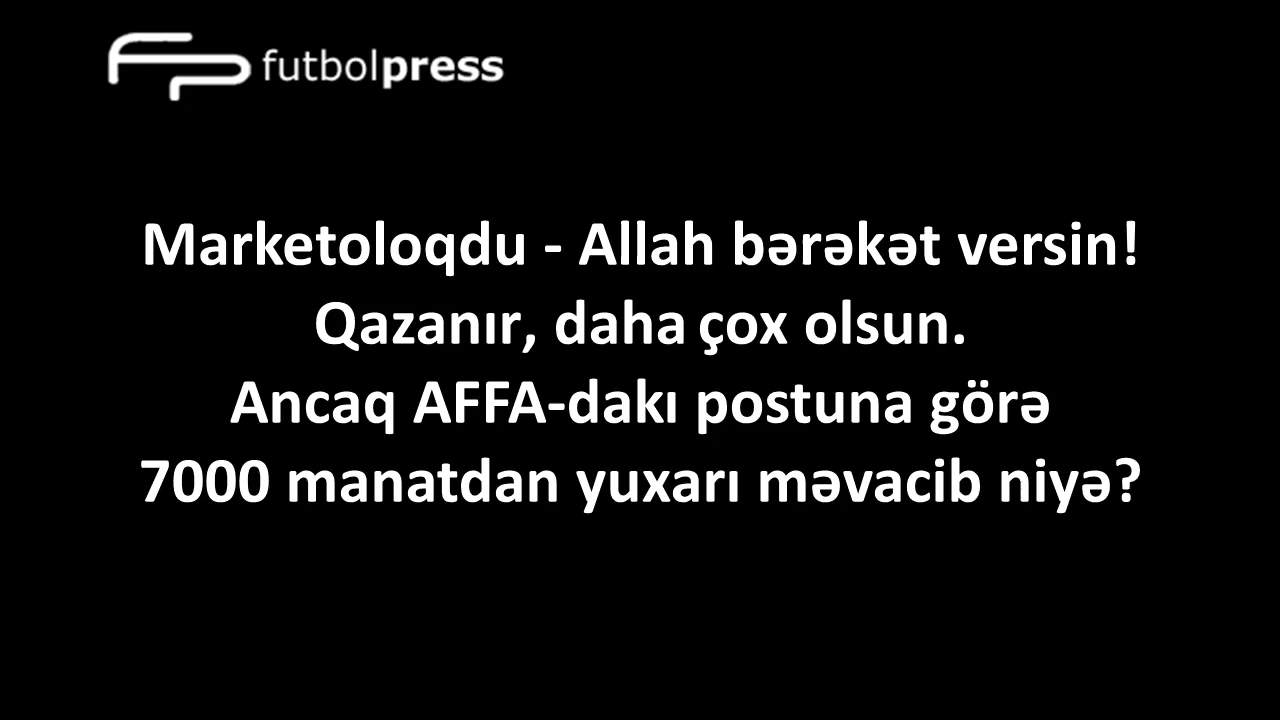 futbolpress
Marketoloqdu - Allah bərəkət versin!
Qazanır, daha çox olsun.
Ancaq AFFA-dakı postuna görə
7000 manatdan yuxarı məvacib niyə?